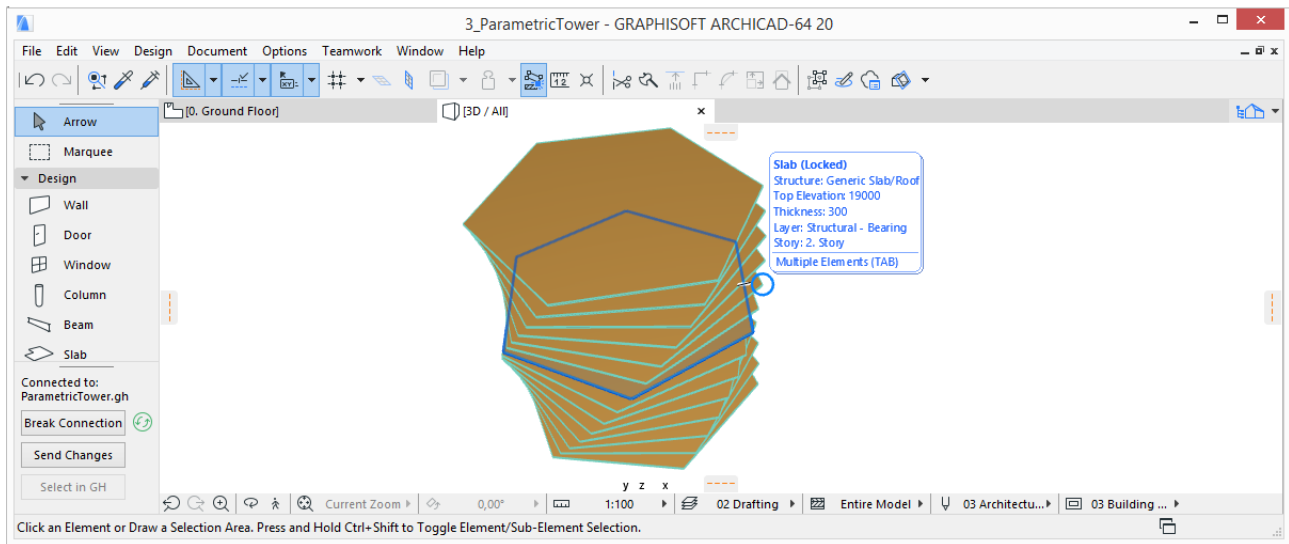 3_ParametricTower - GRAPHISOFT ARCHICAD-64 20
File Edit View Design Document Options Teamwork Window Help
[0. Ground Floor] [3D / All]
Arrow
Marquee
Design
Wall
Door
Window
Column
Beam
Slab
Slab (Locked)
Structure: Generic Slab/Roof
Top Elevation: 19000
Thickness: 300
Layer: Structural - Bearing
Story: 2. Story
Multiple Elements (TAB)
Connected to:
ParametricTower.gh
Break Connection
Send Changes
Select in GH
y z x
Current Zoom 0,00° 1:100 02 Drafting Entire Model 03 Architectu... 03 Building ...
Click an Element or Draw a Selection Area. Press and Hold Ctrl+Shift to Toggle Element/Sub-Element Selection.